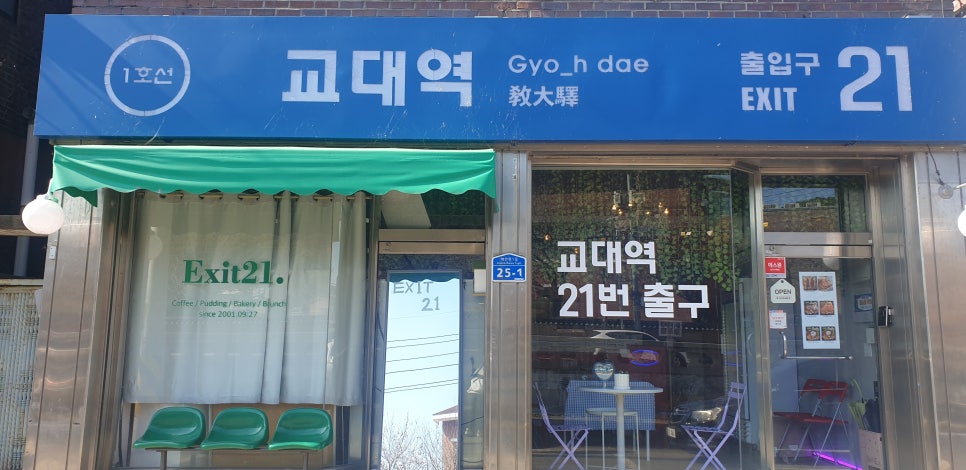 1호선
교대역
Gyo_h dae
敎大驛
출입구
EXIT
21
Exit21.
Coffee / Pudding / Bakery / Brunch
since 2001.09.27
EXIT
21
25-1
교대역
21번 출구
OPEN